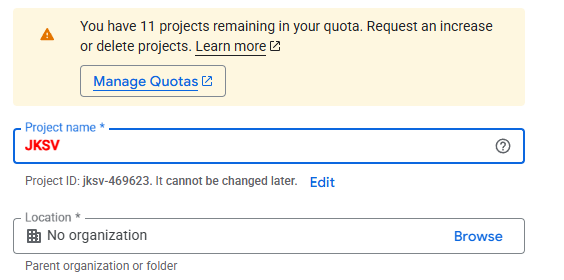 You have 11 projects remaining in your quota. Request an increase
or delete projects. Learn more
Manage Quotas
Project name *
JKSV
Project ID: jksv-469623. It cannot be changed later. Edit
Location *
No organization Browse
Parent organization or folder